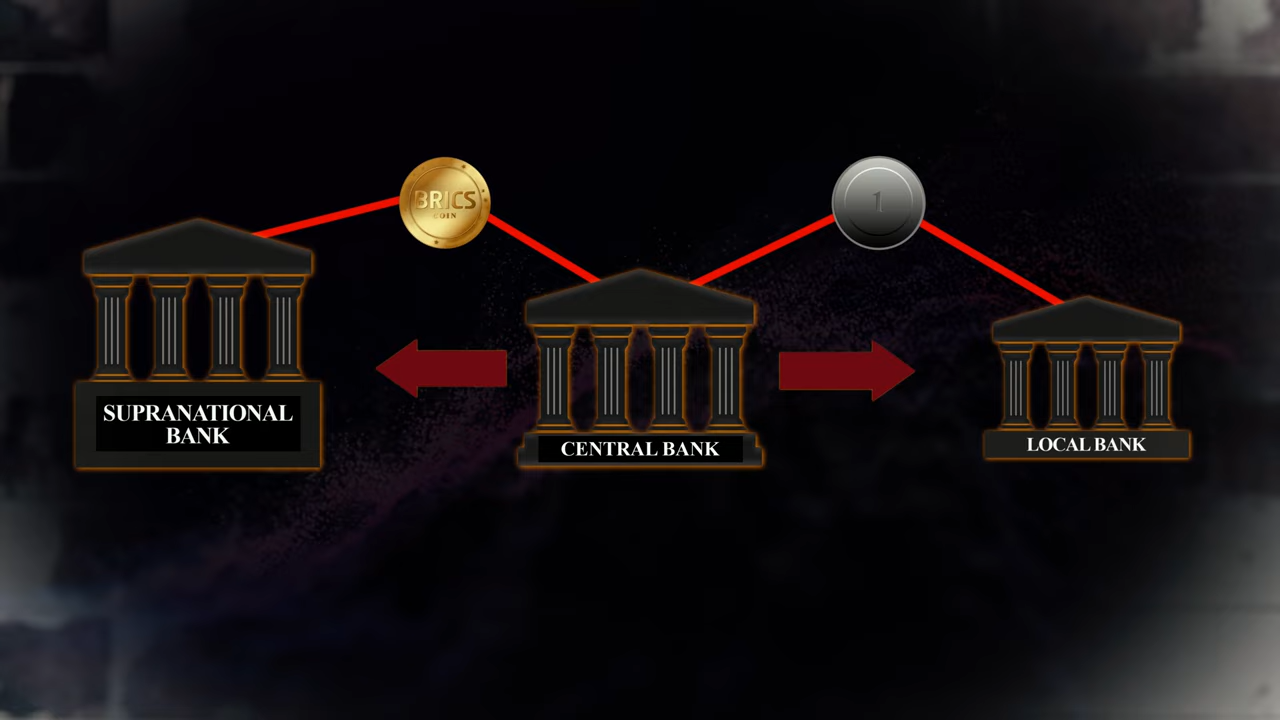 BRICS
COIN
1
SUPRANATIONAL
BANK
CENTRAL BANK
LOCAL BANK